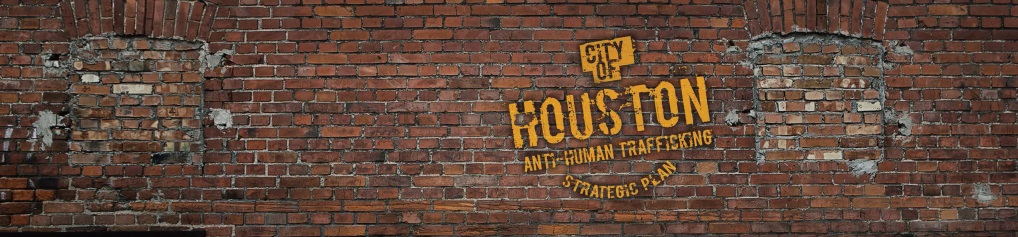 CITY
OF
HOUSTON
ANTI-HUMAN TRAFFICKING
STRATEGIC PLAN